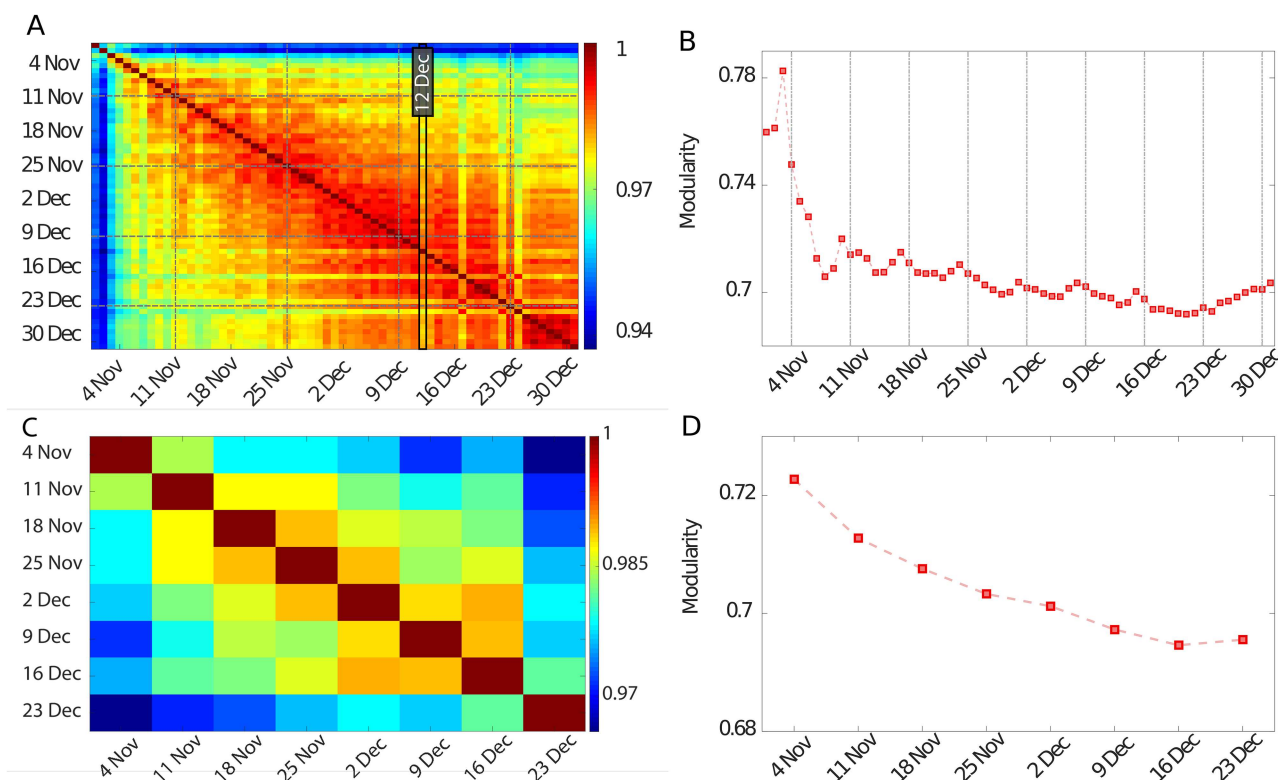 A
4 Nov
11 Nov
18 Nov
25 Nov
2 Dec
9 Dec
16 Dec
23 Dec
30 Dec
12 Dec
1
0.97
0.94
4 Nov
11 Nov
18 Nov
25 Nov
2 Dec
9 Dec
16 Dec
23 Dec
30 Dec
B
Modularity
0.78
0.74
0.7
4 Nov
11 Nov
18 Nov
25 Nov
2 Dec
9 Dec
16 Dec
23 Dec
30 Dec
C
4 Nov
11 Nov
18 Nov
25 Nov
2 Dec
9 Dec
16 Dec
23 Dec
1
0.985
0.97
4 Nov
11 Nov
18 Nov
25 Nov
2 Dec
9 Dec
16 Dec
23 Dec
D
Modularity
0.72
0.7
0.68
4 Nov
11 Nov
18 Nov
25 Nov
2 Dec
9 Dec
16 Dec
23 Dec